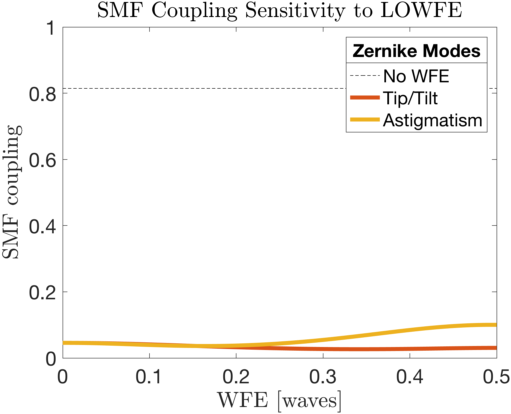 SMF Coupling Sensitivity to LOWFE
1
0.8
0.6
0.4
0.2
0
SMF coupling
0
0.1
0.2
0.3
0.4
0.5
WFE [waves]
Zernike Modes
No WFE
Tip/Tilt
Astigmatism